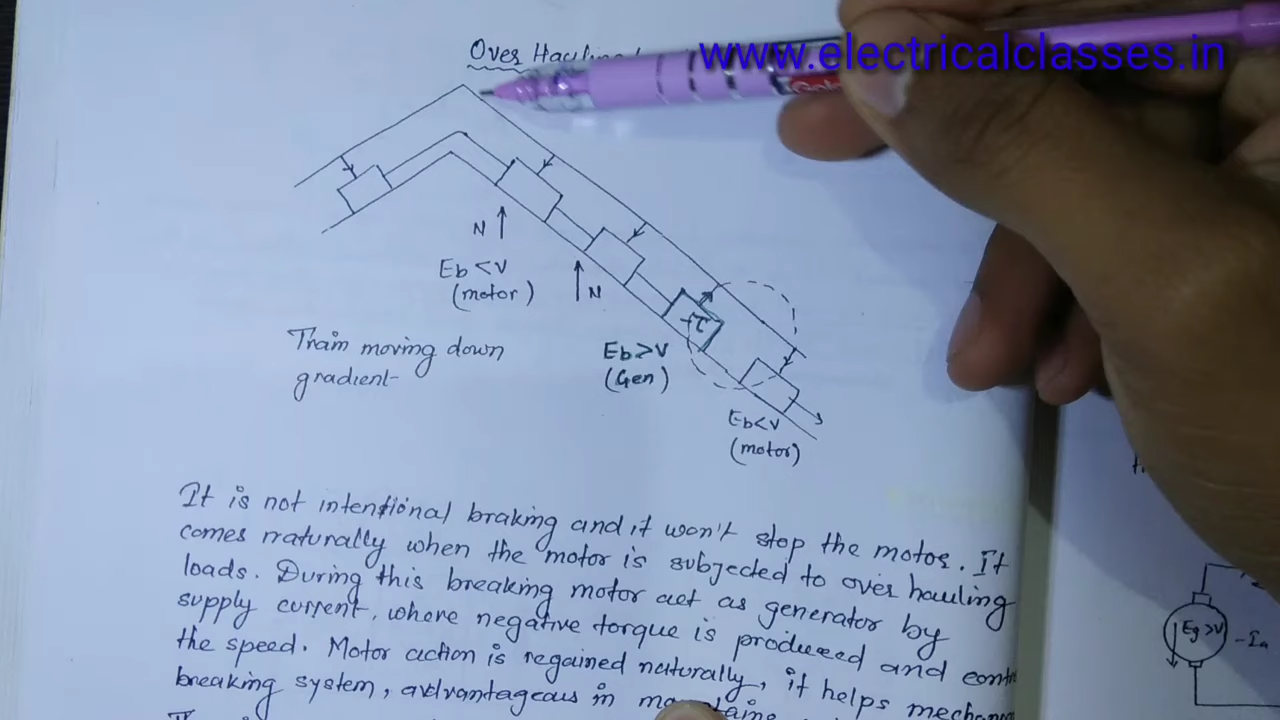 Over Hauling
www.electricalclasses.in
N
Eb < V
(motor)
N
-τ
Eb > V
(Gen)
Eb < V
(motor)
Train moving down
gradient
It is not intentional braking and it won't stop the motor. It
comes naturally when the motor is subjected to over hauling
loads. During this breaking motor act as generator by
supply current, where negative torque is produced and
the speed. Motor action is regained naturally, it helps
breaking system, advantageous in
Eg > V
-Ia